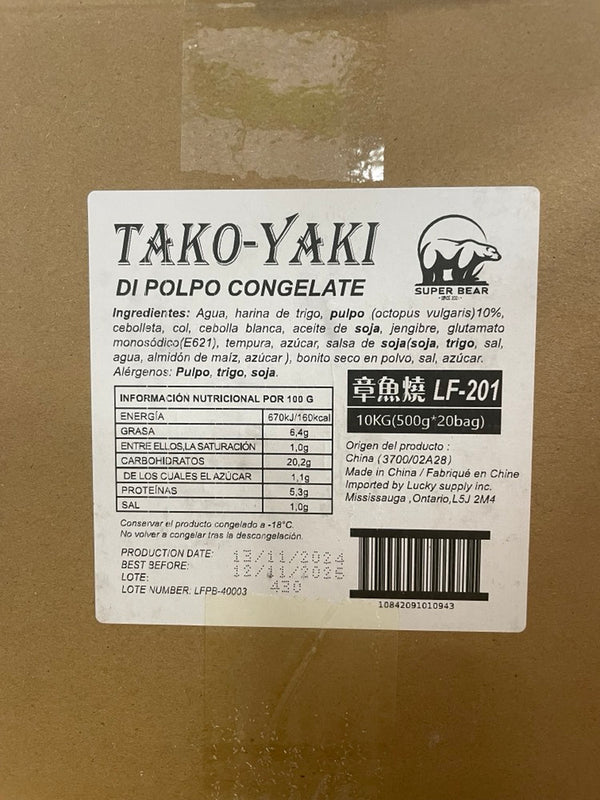 TAKO-YAKI
DI POLPO CONGELATE
SUPER BEAR
Ingredientes: Agua, harina de trigo, pulpo (octopus vulgaris)10%,
cebolleta, col, cebolla blanca, aceite de soja, jengibre, glutamato
monosódico(E621), tempura, azúcar, salsa de soja(soja, trigo, sal,
agua, almidón de maíz, azúcar ), bonito seco en polvo, sal, azúcar.
Alérgenos: Pulpo, trigo, soja.
INFORMACIÓN NUTRICIONAL POR 100 G
ENERGÍA 670kJ/160kcal
GRASA 6,4g
ENTRE ELLOS,LA SATURACIÓN 1,0g
CARBOHIDRATOS 20,2g
DE LOS CUALES EL AZÚCAR 1,1g
PROTEÍNAS 5,3g
SAL 1,0g
章魚燒 LF-201
10KG(500g*20bag)
Origen del producto :
China (3700/02A28)
Made in China / Fabriqué en Chine
Imported by Lucky supply inc.
Mississauga ,Ontario,L5J 2M4
Conservar el producto congelado a -18°C.
No volver a congelar tras la descongelación.
PRODUCTION DATE: 13/11/2024
BEST BEFORE: 12/11/2026
LOTE: 430
LOTE NUMBER: LFPB-40003
10842091010943